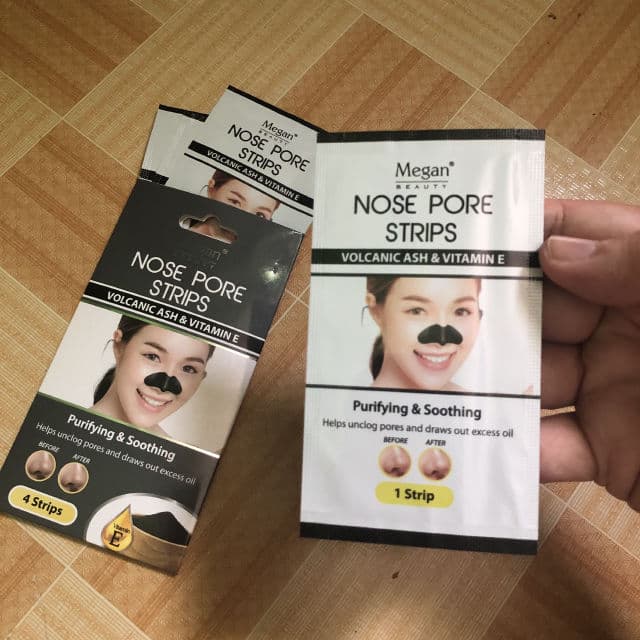 Megan®
BEAUTY
NOSE PORE
STRIPS
VOLCANIC ASH & VITAMIN E
NOSE PORE
STRIPS
VOLCANIC ASH & VITAMIN E
Purifying & Soothing
Helps unclog pores and draws out excess oil
BEFORE AFTER
4 Strips
Vitamin
E
Megan®
BEAUTY
NOSE PORE
STRIPS
VOLCANIC ASH & VITAMIN E
Purifying & Soothing
Helps unclog pores and draws out excess oil
BEFORE AFTER
1 Strip